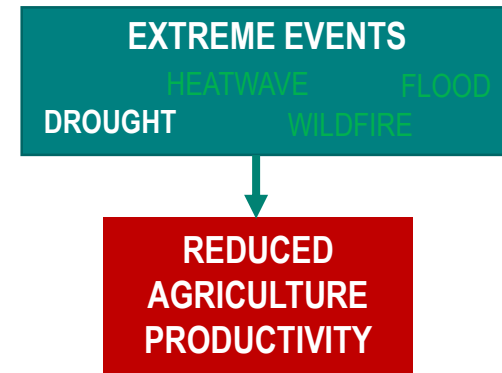 EXTREME EVENTS
HEATWAVE FLOOD
DROUGHT WILDFIRE
REDUCED
AGRICULTURE
PRODUCTIVITY